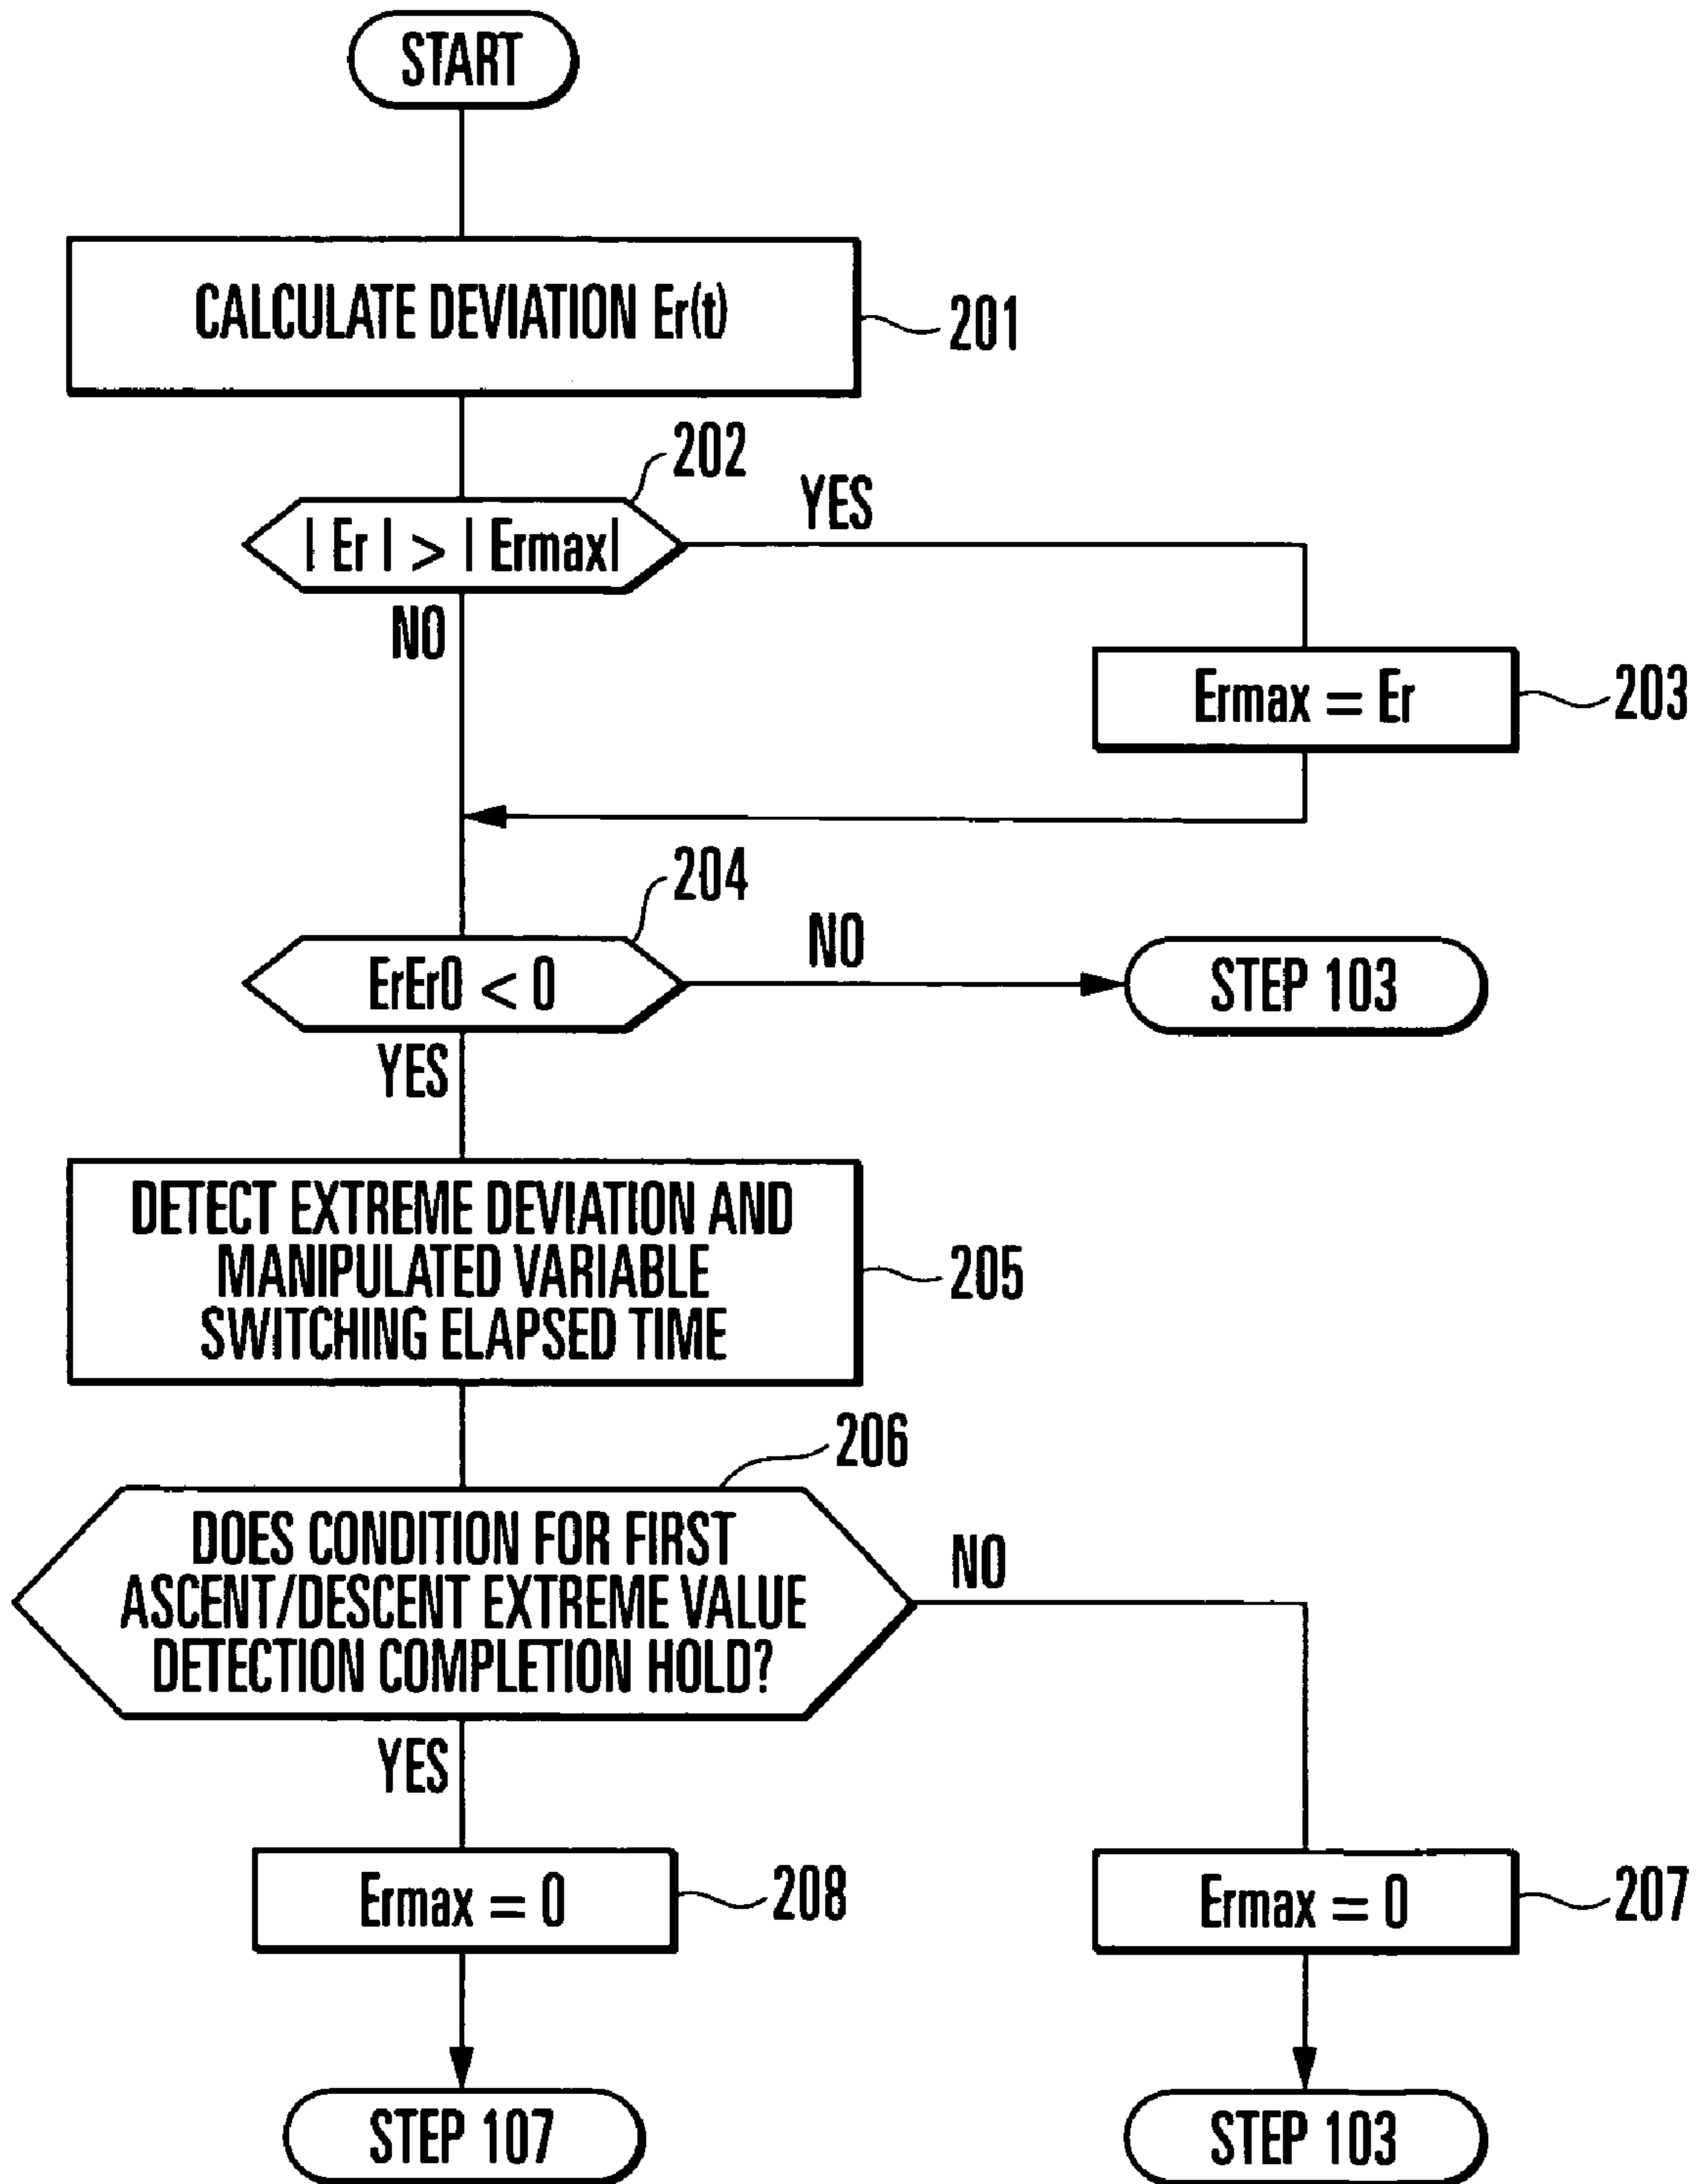 START
CALCULATE DEVIATION Er(t)
201
202
| Er | > | Ermax|
YES
NO
Ermax = Er
203
204
ErEr0 < 0
NO
STEP 103
YES
DETECT EXTREME DEVIATION AND
MANIPULATED VARIABLE
SWITCHING ELAPSED TIME
205
206
DOES CONDITION FOR FIRST
ASCENT/DESCENT EXTREME VALUE
DETECTION COMPLETION HOLD?
NO
YES
Ermax = 0
208
Ermax = 0
207
STEP 107
STEP 103